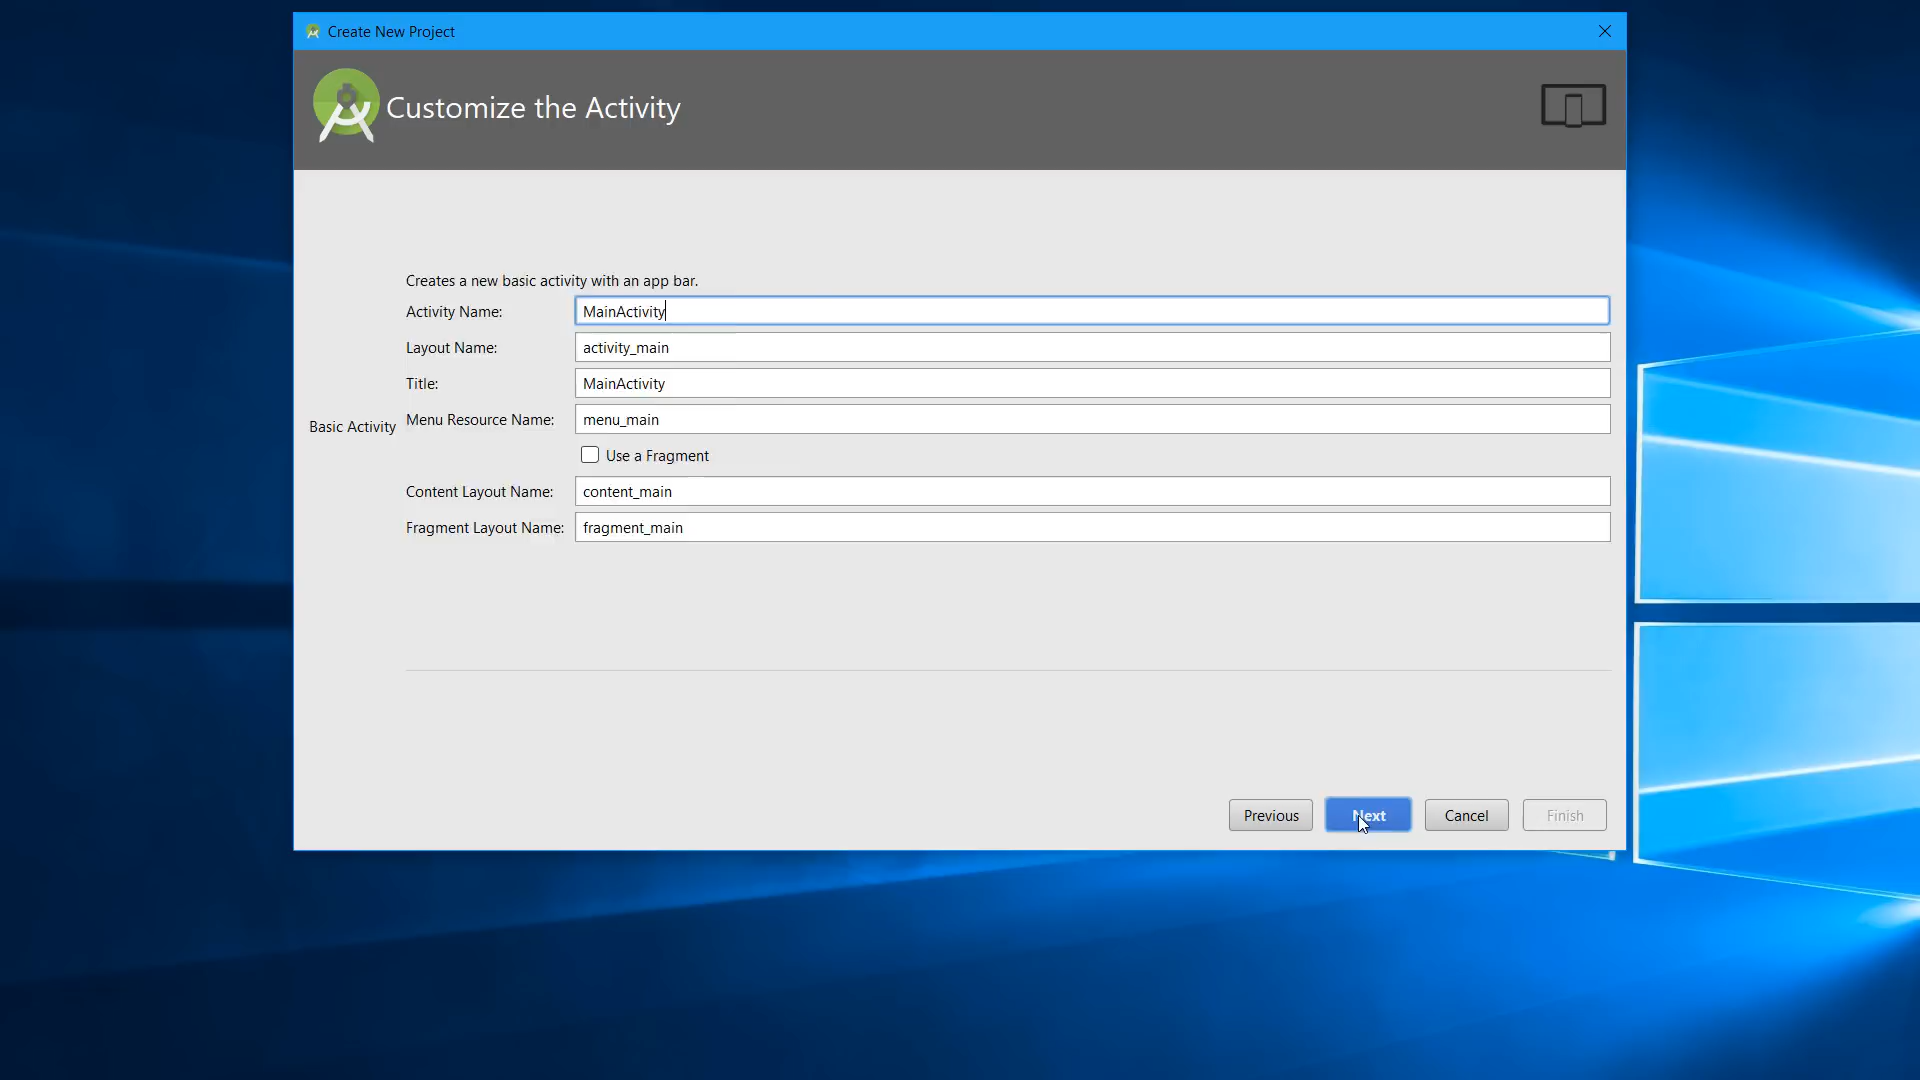 Create New Project
Customize the Activity
Creates a new basic activity with an app bar.
Activity Name: MainActivity
Layout Name: activity_main
Title: MainActivity
Basic Activity
Menu Resource Name: menu_main
Use a Fragment
Content Layout Name: content_main
Fragment Layout Name: fragment_main
Previous Next Cancel Finish